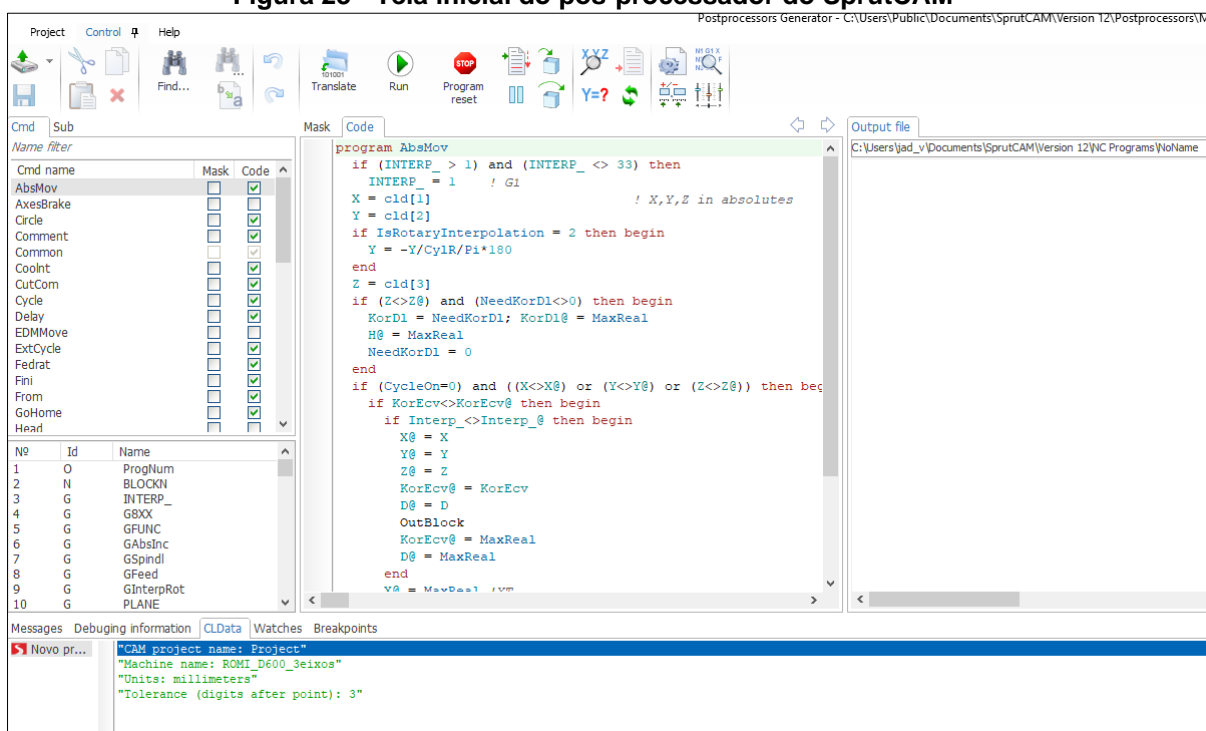 Figura 25 - Tela inicial do pós-processador do SprutCAM
Postprocessors Generator - C:\Users\Public\Documents\SprutCAM\Version 12\Postprocessors\M
Project Control Help
Find...
Translate Run Program reset
Y=?
Cmd Sub
Name filter
Cmd name Mask Code
AbsMov
AxesBrake
Circle
Comment
Common
Coolnt
CutCom
Cycle
Delay
EDMMove
ExtCycle
Fedrat
Fini
From
GoHome
Head
Nº Id Name
1 O ProgNum
2 N BLOCKN
3 G INTERP_
4 G G8XX
5 G GFUNC
6 G GAbsInc
7 G GSpindl
8 G GFeed
9 G GInterpRot
10 G PLANE
Mask Code
program AbsMov
if (INTERP_ > 1) and (INTERP_ <> 33) then
INTERP_ = 1 ! G1
X = cld[1] ! X,Y,Z in absolutes
Y = cld[2]
if IsRotaryInterpolation = 2 then begin
Y = -Y/CylR/Pi*180
end
Z = cld[3]
if (Z<>Z@) and (NeedKorDl<>0) then begin
KorDl = NeedKorDl; KorDl@ = MaxReal
H@ = MaxReal
NeedKorDl = 0
end
if (CycleOn=0) and ((X<>X@) or (Y<>Y@) or (Z<>Z@)) then beg
if KorEcv<>KorEcv@ then begin
if Interp_<>Interp_@ then begin
X@ = X
Y@ = Y
Z@ = Z
KorEcv@ = KorEcv
D@ = D
OutBlock
KorEcv@ = MaxReal
D@ = MaxReal
end
Output file
C:\Users\jad_v\Documents\SprutCAM\Version 12\NC Programs\NoName
Messages Debuging information CLData Watches Breakpoints
Novo pr...
"CAM project name: Project"
"Machine name: ROMI_D600_3eixos"
"Units: millimeters"
"Tolerance (digits after point): 3"